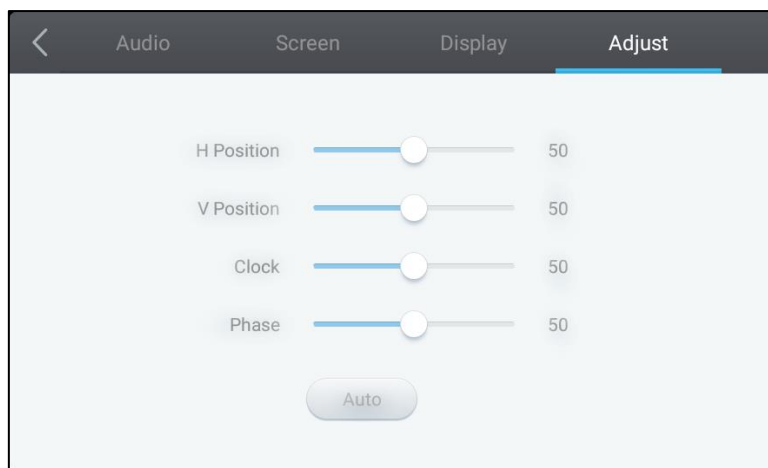 Audio Screen Display Adjust
H Position 50
V Position 50
Clock 50
Phase 50
Auto